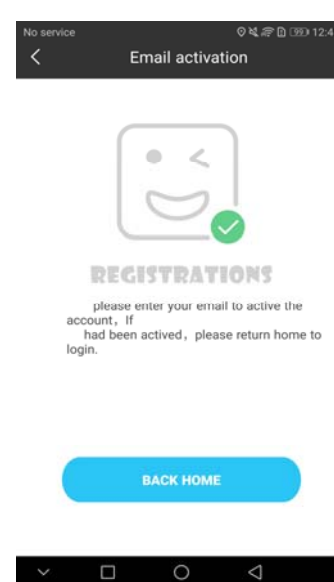 No service 99 12:4
Email activation
REGISTRATIONS
please enter your email to active the
account, If
had been actived, please return home to
login.
BACK HOME